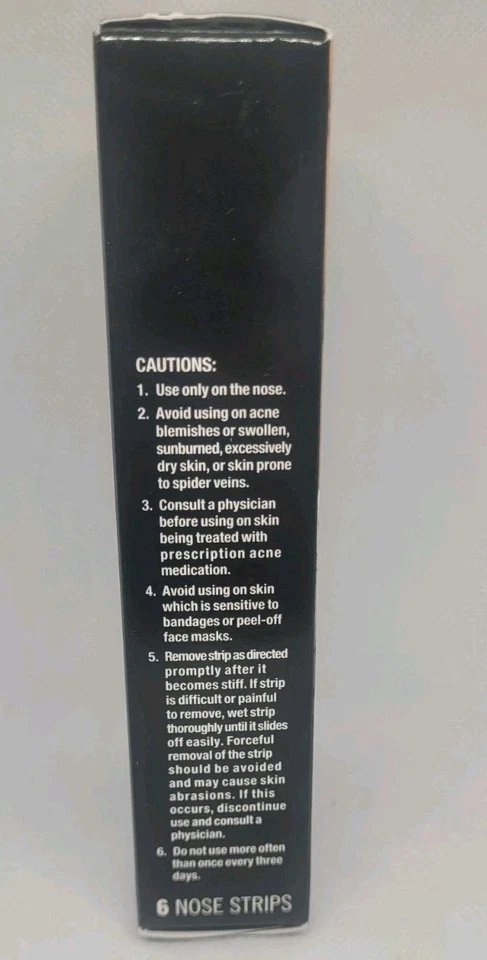 CAUTIONS:
1. Use only on the nose.
2. Avoid using on acne
blemishes or swollen,
sunburned, excessively
dry skin, or skin prone
to spider veins.
3. Consult a physician
before using on skin
being treated with
prescription acne
medication.
4. Avoid using on skin
which is sensitive to
bandages or peel-off
face masks.
5. Remove strip as directed
promptly after it
becomes stiff. If strip
is difficult or painful
to remove, wet strip
thoroughly until it slides
off easily. Forceful
removal of the strip
should be avoided
and may cause skin
abrasions. If this
occurs, discontinue
use and consult a
physician.
6. Do not use more often
than once every three
days.
6 NOSE STRIPS